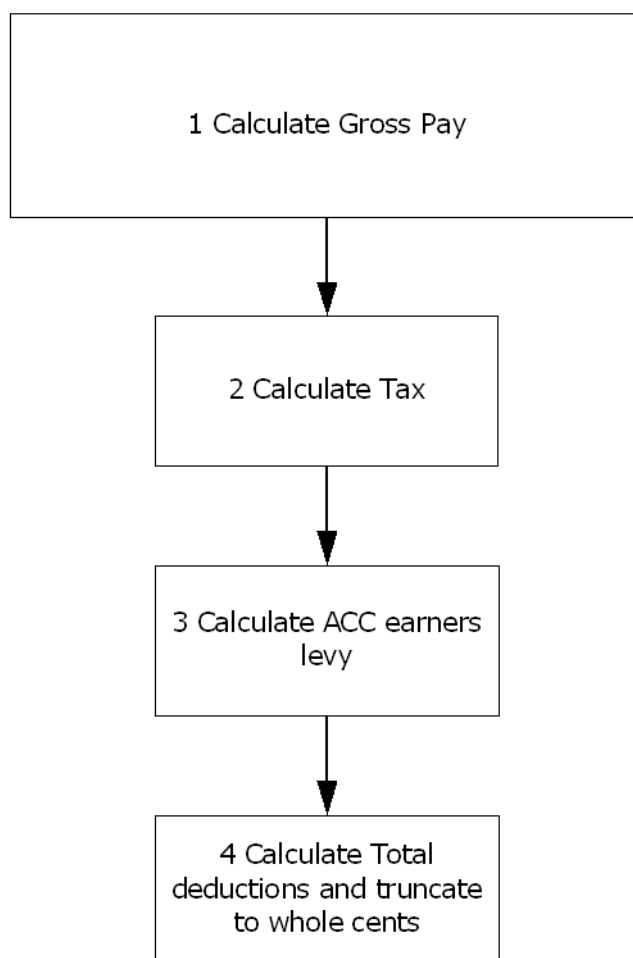 1 Calculate Gross Pay
2 Calculate Tax
3 Calculate ACC earners
levy
4 Calculate Total
deductions and truncate
to whole cents